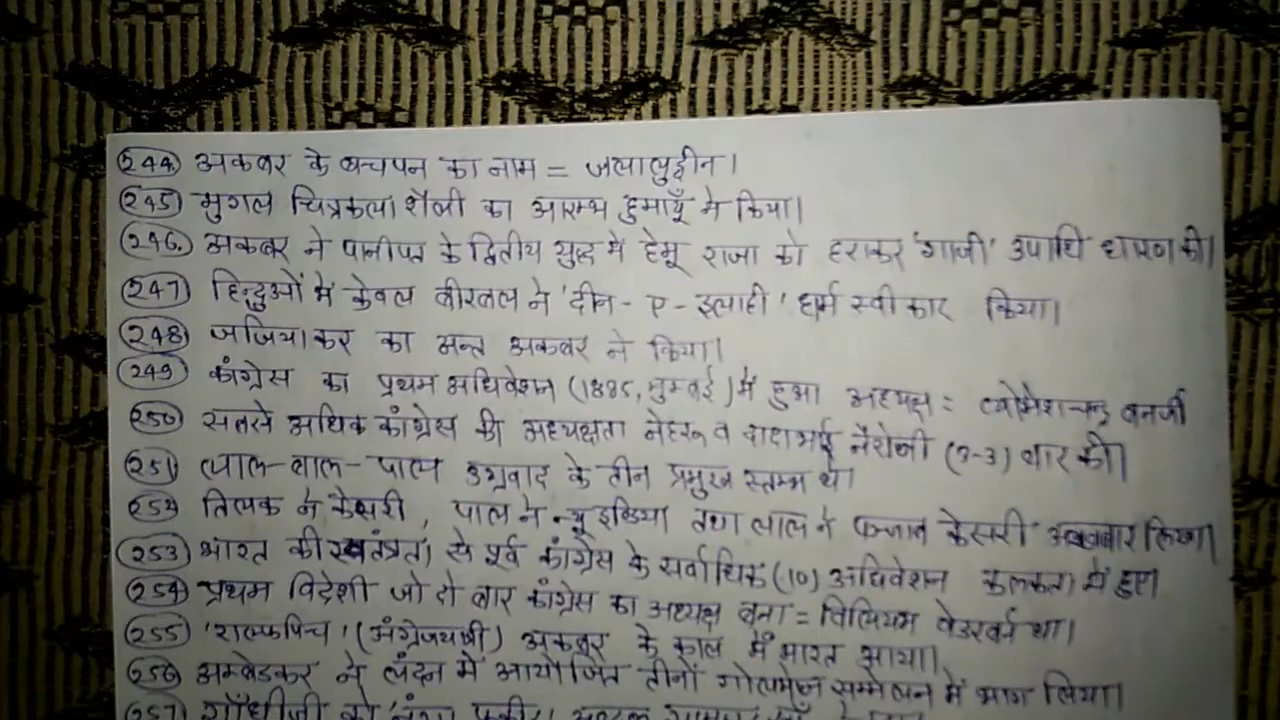 244. अकबर के बचपन का नाम = जलालुद्दीन।
245 मुगल चित्रकला शैली का आरम्भ हुमायूँ ने किया।
246. अकबर ने पानीपत के द्वितीय युद्ध में हेमू राजा को हराकर 'गाजी' उपाधि धारण की।
247 हिन्दुओं में केवल बीरबल ने 'दीन - ए - इलाही' धर्म स्वीकार किया।
248 जजिया कर का अन्त अकबर ने किया।
249 कांग्रेस का प्रथम अधिवेशन (1885, मुम्बई) में हुआ अध्यक्ष = व्योमेशचन्द्र बनर्जी
250 सबसे अधिक कांग्रेस की अध्यक्षता नेहरू व दादाभाई नैरोजी (3-3) बार की।
251 लाल-बाल-पाल उग्रवाद के तीन प्रमुख स्तम्भ थे।
252 तिलक ने केसरी, पाल ने न्यू इण्डिया तथा लाल ने पञ्जाब केसरी अखबार लिखा।
253 भारत की स्वतंत्रता से पूर्व कांग्रेस के सर्वाधिक (10) अधिवेशन कलकता में हुए।
254 प्रथम विदेशी जो दो बार कांग्रेस का अध्यक्ष बना = विलियम वेडरबर्न था।
255 'राल्फफिच' (अंग्रेजयात्री) अकबर के काल में भारत आया।
256 अम्बेडकर ने लंदन में आयोजित तीनों गोलमेज सम्मेलन में भाग लिया।
257 गाँधीजी को